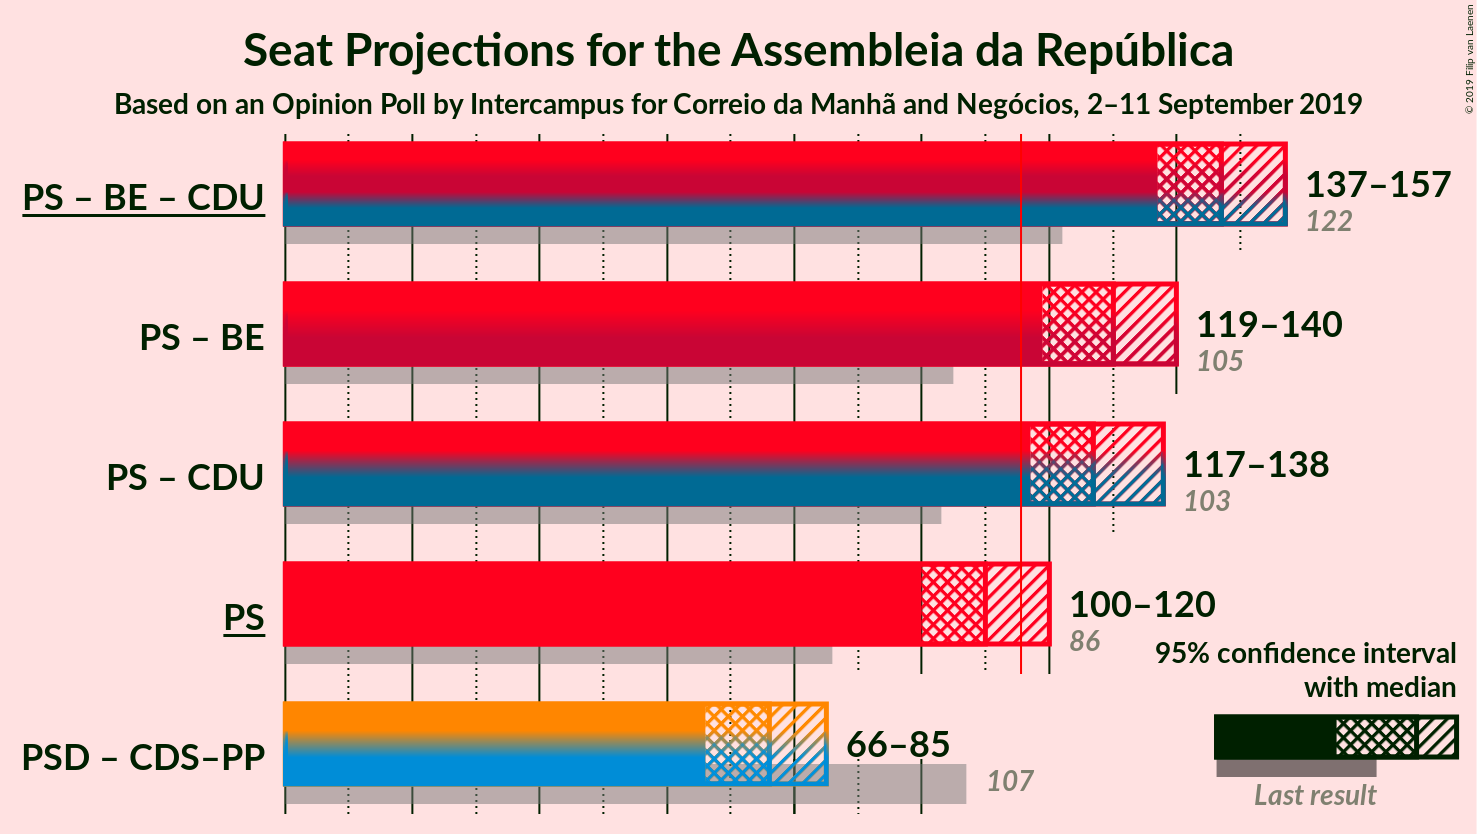 Seat Projections for the Assembleia da República
Based on an Opinion Poll by Intercampus for Correio da Manhã and Negócios, 2–11 September 2019
© 2019 Filip van Laenen
PS – BE – CDU
137–157
122
PS – BE
119–140
105
PS – CDU
117–138
103
PS
100–120
86
PSD – CDS–PP
66–85
107
95% confidence interval
with median
Last result